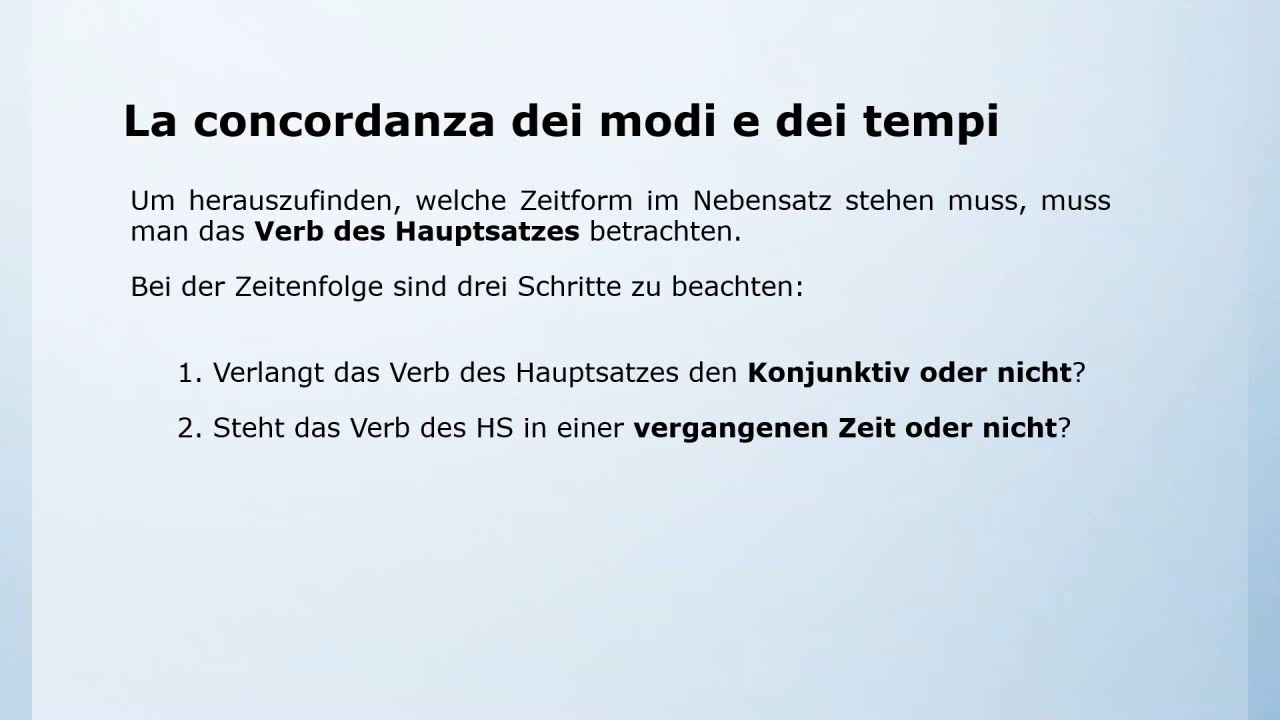 La concordanza dei modi e dei tempi
Um herauszufinden, welche Zeitform im Nebensatz stehen muss, muss
man das Verb des Hauptsatzes betrachten.
Bei der Zeitenfolge sind drei Schritte zu beachten:
1. Verlangt das Verb des Hauptsatzes den Konjunktiv oder nicht?
2. Steht das Verb des HS in einer vergangenen Zeit oder nicht?